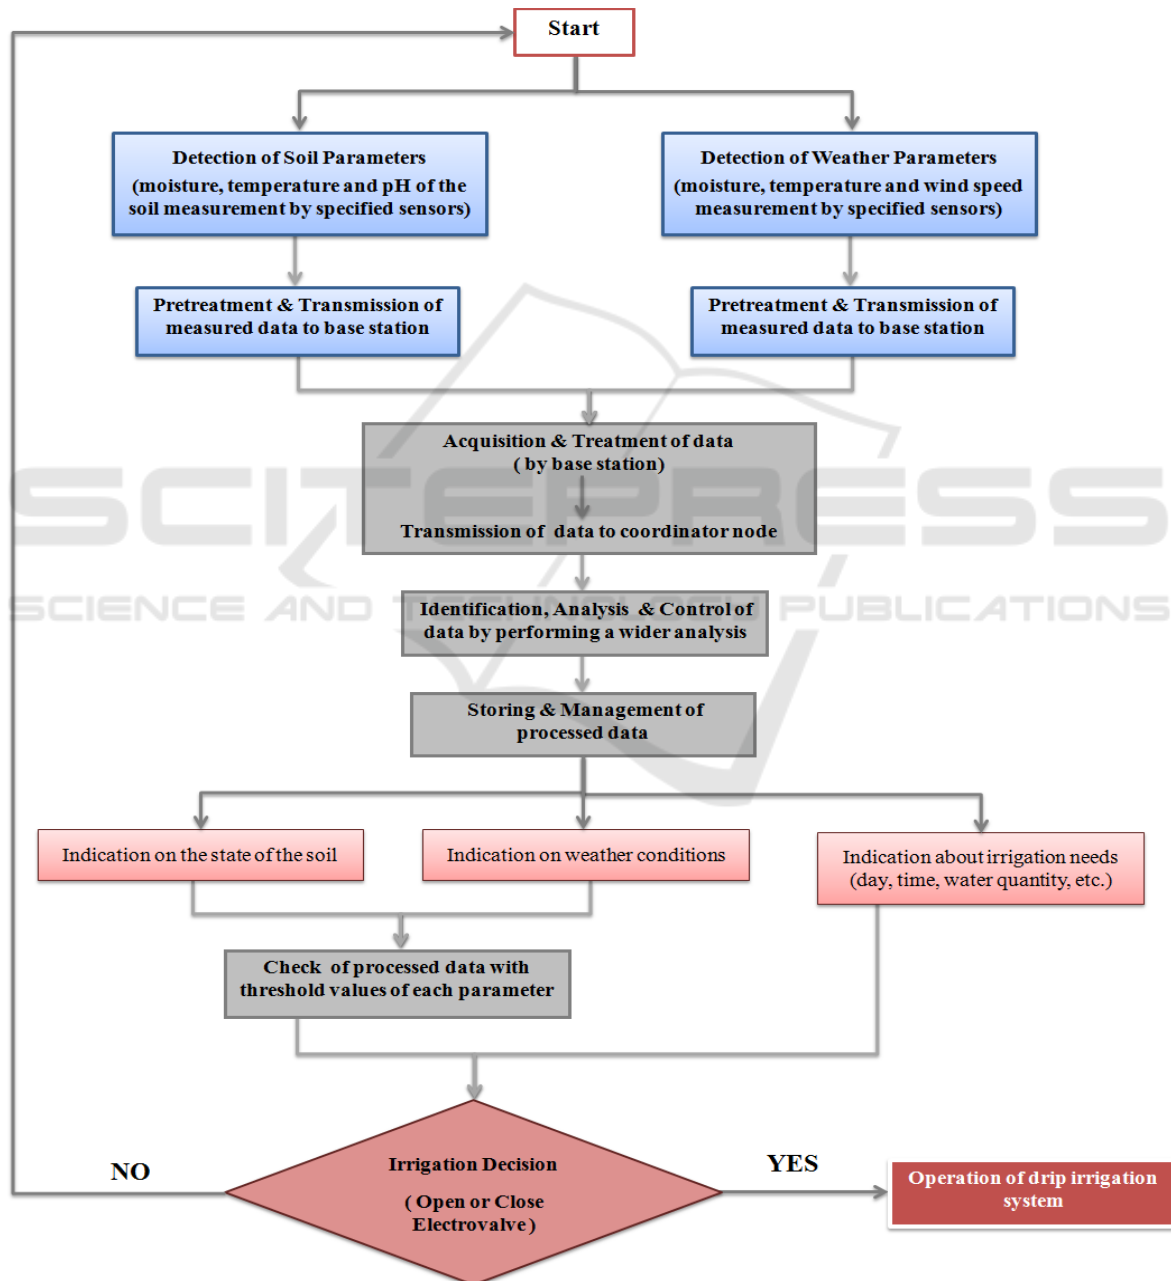 Start
Detection of Soil Parameters
(moisture, temperature and pH of the
soil measurement by specified sensors)
Detection of Weather Parameters
(moisture, temperature and wind speed
measurement by specified sensors)
Pretreatment & Transmission of
measured data to base station
Pretreatment & Transmission of
measured data to base station
Acquisition & Treatment of data
( by base station)
Transmission of data to coordinator node
SCITEPRESS
SCIENCE AND TECHNOLOGY PUBLICATIONS
Identification, Analysis & Control of
data by performing a wider analysis
Storing & Management of
processed data
Indication on the state of the soil
Indication on weather conditions
Indication about irrigation needs
(day, time, water quantity, etc.)
Check of processed data with
threshold values of each parameter
NO
Irrigation Decision
( Open or Close
Electrovalve )
YES
Operation of drip irrigation
system